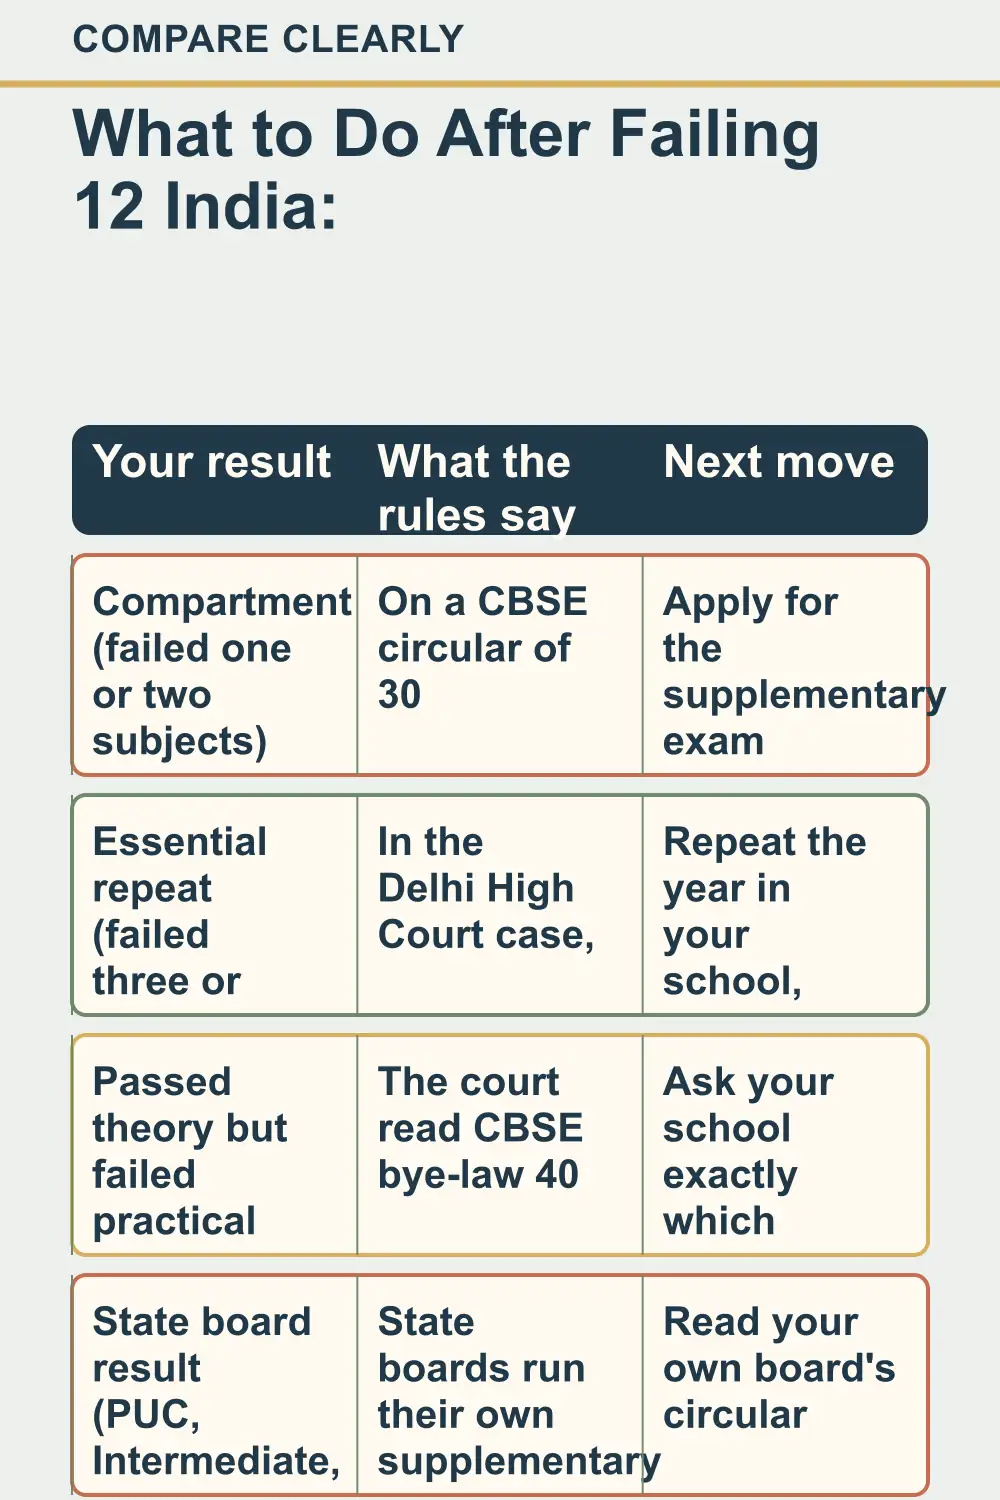 COMPARE CLEARLY
What to Do After Failing
12 India:
Your result
What the
rules say
Next move
Compartment
(failed one
or two
subjects)
On a CBSE
circular of
30
Apply for
the
supplementary
exam
Essential
repeat
(failed
three or
In the
Delhi High
Court case,
Repeat the
year in
your
school,
Passed
theory but
failed
practical
The court
read CBSE
bye-law 40
Ask your
school
exactly
which
State board
result
(PUC,
Intermediate,
State
boards run
their own
supplementary
Read your
own board's
circular